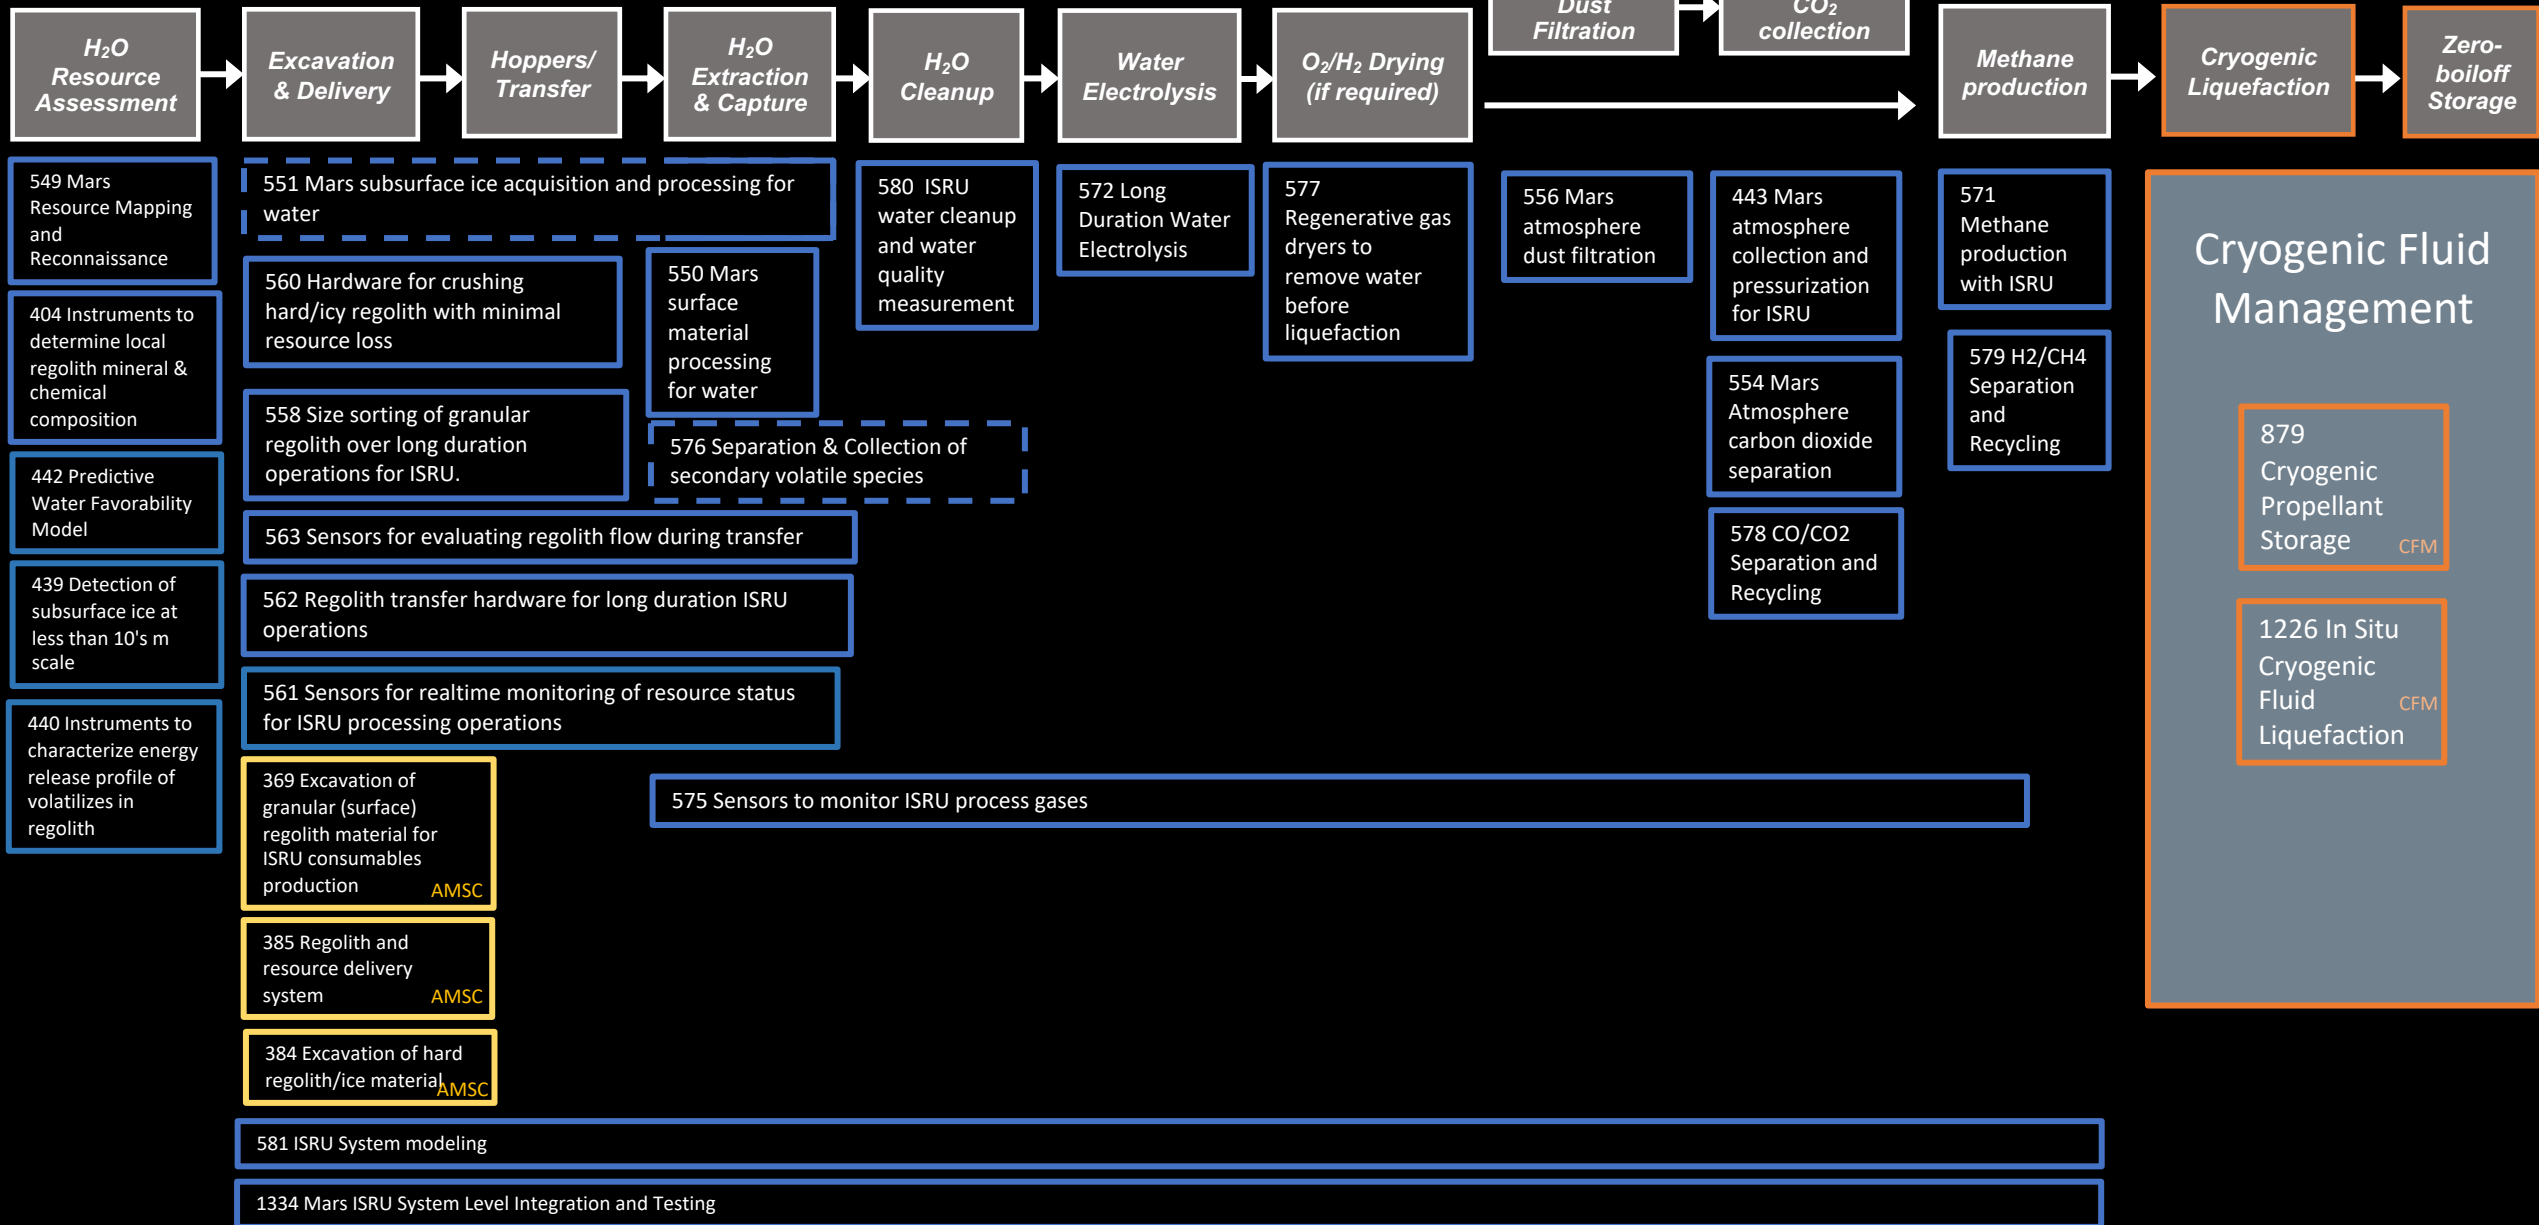 H₂O
Resource
Assessment
Excavation
& Delivery
Hoppers/
Transfer
H₂O
Extraction
& Capture
H₂O
Cleanup
Water
Electrolysis
O₂/H₂ Drying
(if required)
Dust
Filtration
CO₂
collection
Methane
production
Cryogenic
Liquefaction
Zero-
boiloff
Storage
549 Mars
Resource Mapping
and
Reconnaissance
404 Instruments to
determine local
regolith mineral &
chemical
composition
442 Predictive
Water Favorability
Model
439 Detection of
subsurface ice at
less than 10's m
scale
440 Instruments to
characterize energy
release profile of
volatilizes in
regolith
551 Mars subsurface ice acquisition and processing for
water
560 Hardware for crushing
hard/icy regolith with minimal
resource loss
558 Size sorting of granular
regolith over long duration
operations for ISRU.
550 Mars
surface
material
processing
for water
576 Separation & Collection of
secondary volatile species
563 Sensors for evaluating regolith flow during transfer
562 Regolith transfer hardware for long duration ISRU
operations
561 Sensors for realtime monitoring of resource status
for ISRU processing operations
369 Excavation of
granular (surface)
regolith material for
ISRU consumables
production
AMSC
385 Regolith and
resource delivery
system
AMSC
384 Excavation of hard
regolith/ice material
AMSC
580  ISRU
water cleanup
and water
quality
measurement
572 Long
Duration Water
Electrolysis
577
Regenerative gas
dryers to
remove water
before
liquefaction
556 Mars
atmosphere
dust filtration
443 Mars
atmosphere
collection and
pressurization
for ISRU
554 Mars
Atmosphere
carbon dioxide
separation
578 CO/CO2
Separation and
Recycling
571
Methane
production
with ISRU
579 H2/CH4
Separation
and
Recycling
575 Sensors to monitor ISRU process gases
Cryogenic Fluid
Management
879
Cryogenic
Propellant
Storage
CFM
1226 In Situ
Cryogenic
Fluid
Liquefaction
CFM
581 ISRU System modeling
1334 Mars ISRU System Level Integration and Testing